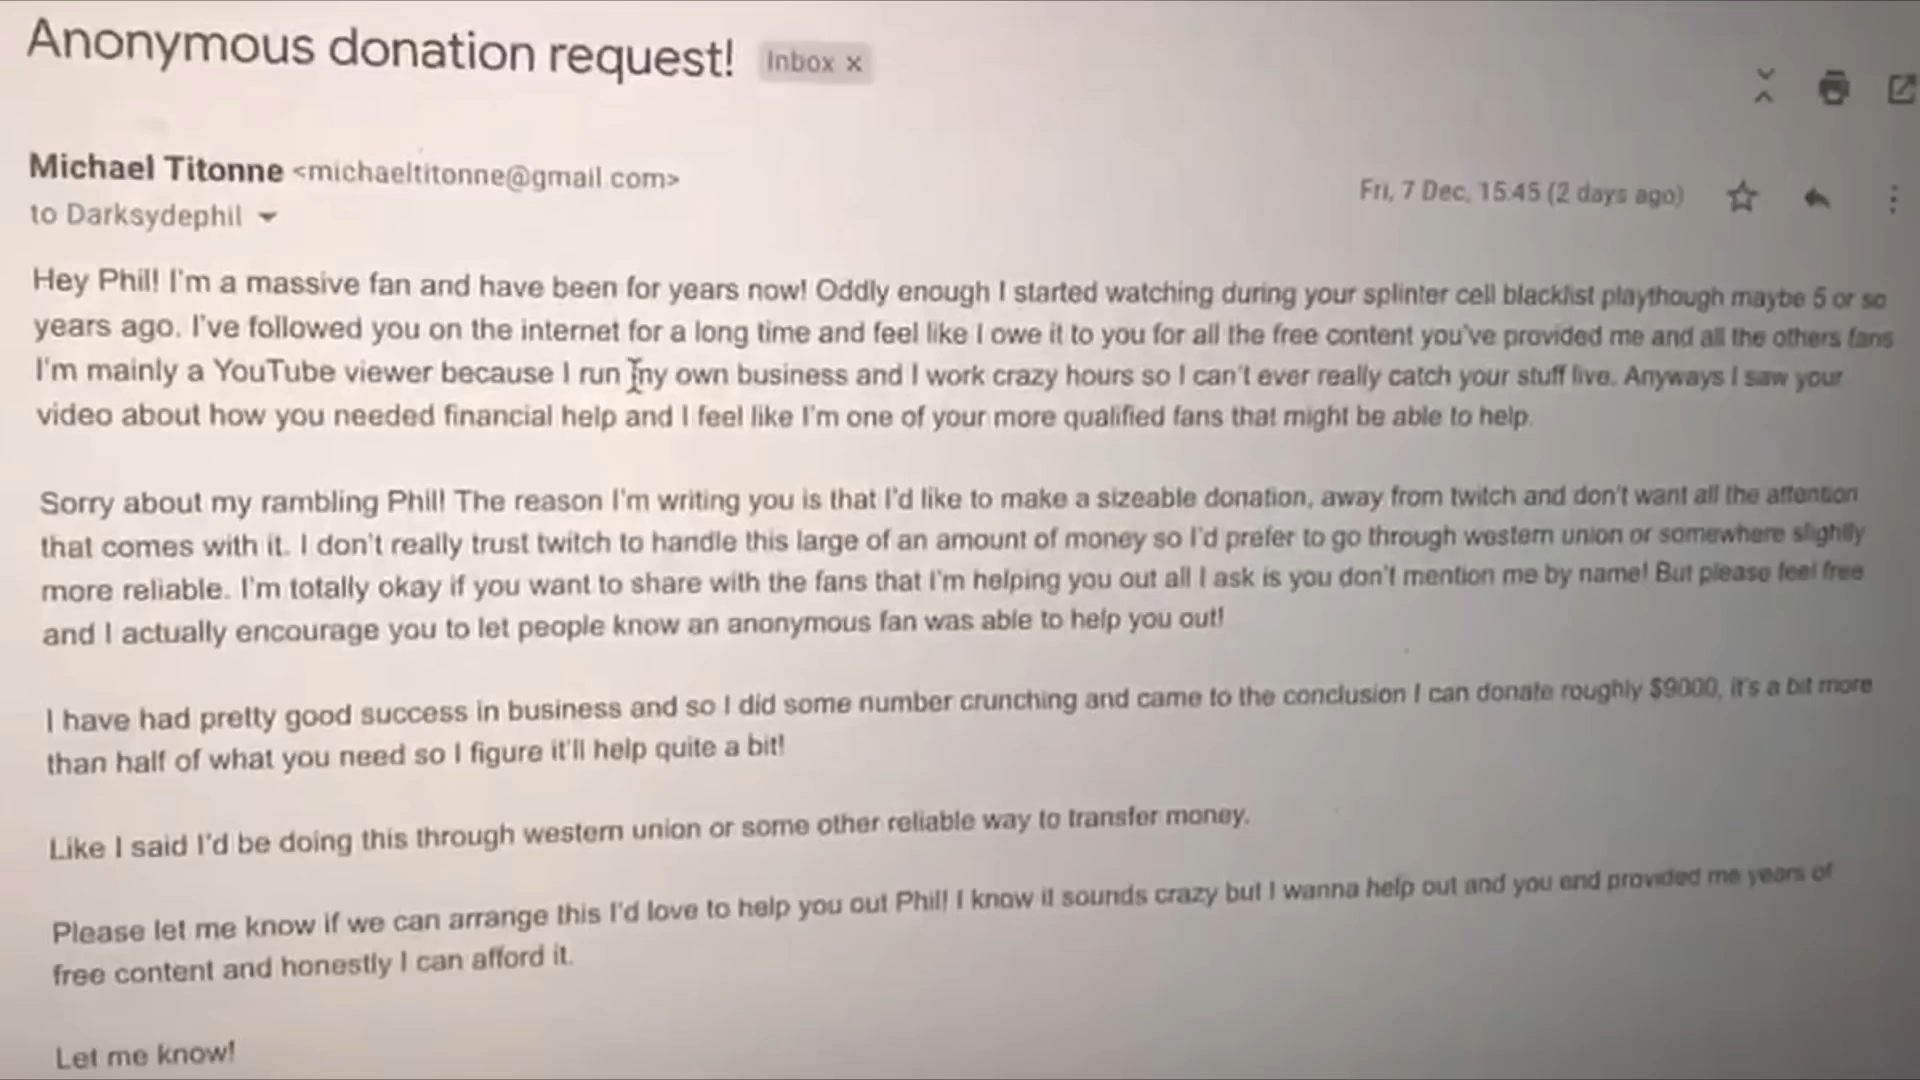 Anonymous donation request! Inbox x
Michael Titonne <michaeltitonne@gmail.com>
Fri, 7 Dec, 15:45 (2 days ago)
to Darksydephil
Hey Phil! I'm a massive fan and have been for years now! Oddly enough I started watching during your splinter cell blacklist playthough maybe 5 or so
years ago. I've followed you on the internet for a long time and feel like I owe it to you for all the free content you've provided me and all the others fans
I'm mainly a YouTube viewer because I run my own business and I work crazy hours so I can't ever really catch your stuff live. Anyways I saw your
video about how you needed financial help and I feel like I'm one of your more qualified fans that might be able to help.
Sorry about my rambling Phil! The reason I'm writing you is that I'd like to make a sizeable donation, away from twitch and don't want all the attention
that comes with it. I don't really trust twitch to handle this large of an amount of money so I'd prefer to go through western union or somewhere slightly
more reliable. I'm totally okay if you want to share with the fans that I'm helping you out all I ask is you don't mention me by name! But please feel free
and I actually encourage you to let people know an anonymous fan was able to help you out!
I have had pretty good success in business and so I did some number crunching and came to the conclusion I can donate roughly $9000, it's a bit more
than half of what you need so I figure it'll help quite a bit!
Like I said I'd be doing this through western union or some other reliable way to transfer money.
Please let me know if we can arrange this I'd love to help you out Phil! I know it sounds crazy but I wanna help out and you end provided me years of
free content and honestly I can afford it.
Let me know!